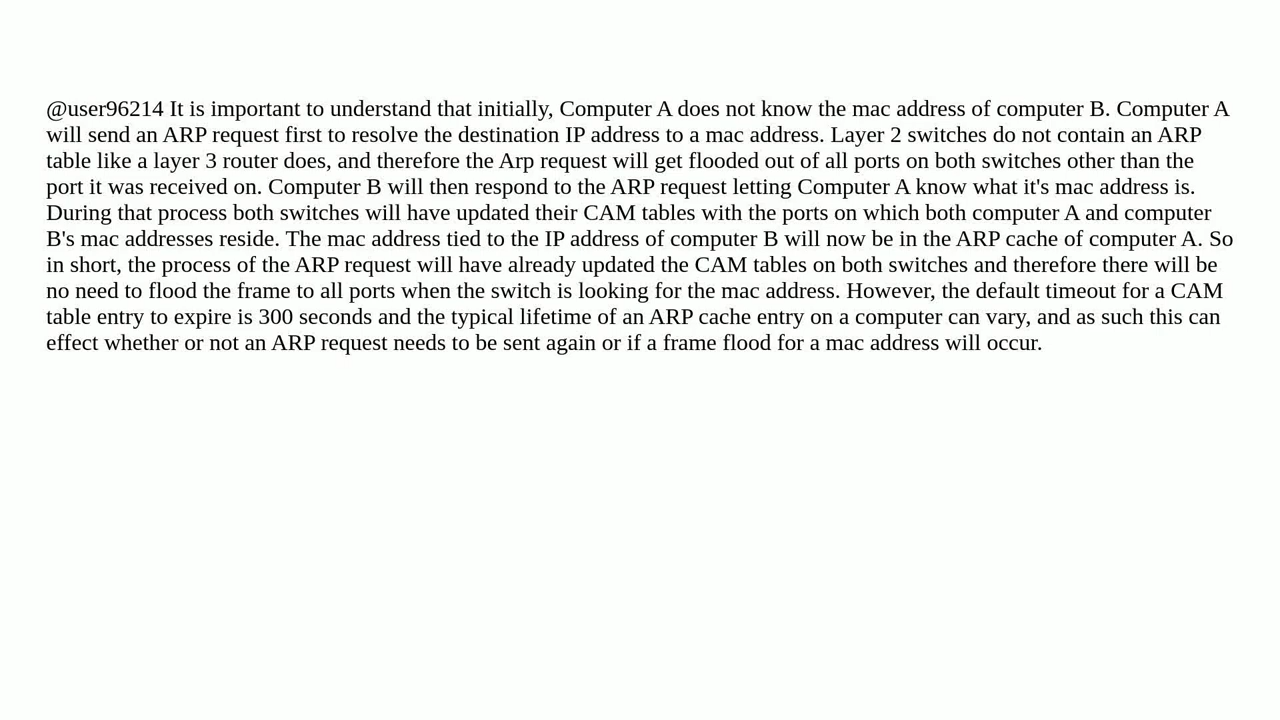 @user96214 It is important to understand that initially, Computer A does not know the mac address of computer B. Computer A
will send an ARP request first to resolve the destination IP address to a mac address. Layer 2 switches do not contain an ARP
table like a layer 3 router does, and therefore the Arp request will get flooded out of all ports on both switches other than the
port it was received on. Computer B will then respond to the ARP request letting Computer A know what it's mac address is.
During that process both switches will have updated their CAM tables with the ports on which both computer A and computer
B's mac addresses reside. The mac address tied to the IP address of computer B will now be in the ARP cache of computer A. So
in short, the process of the ARP request will have already updated the CAM tables on both switches and therefore there will be
no need to flood the frame to all ports when the switch is looking for the mac address. However, the default timeout for a CAM
table entry to expire is 300 seconds and the typical lifetime of an ARP cache entry on a computer can vary, and as such this can
effect whether or not an ARP request needs to be sent again or if a frame flood for a mac address will occur.